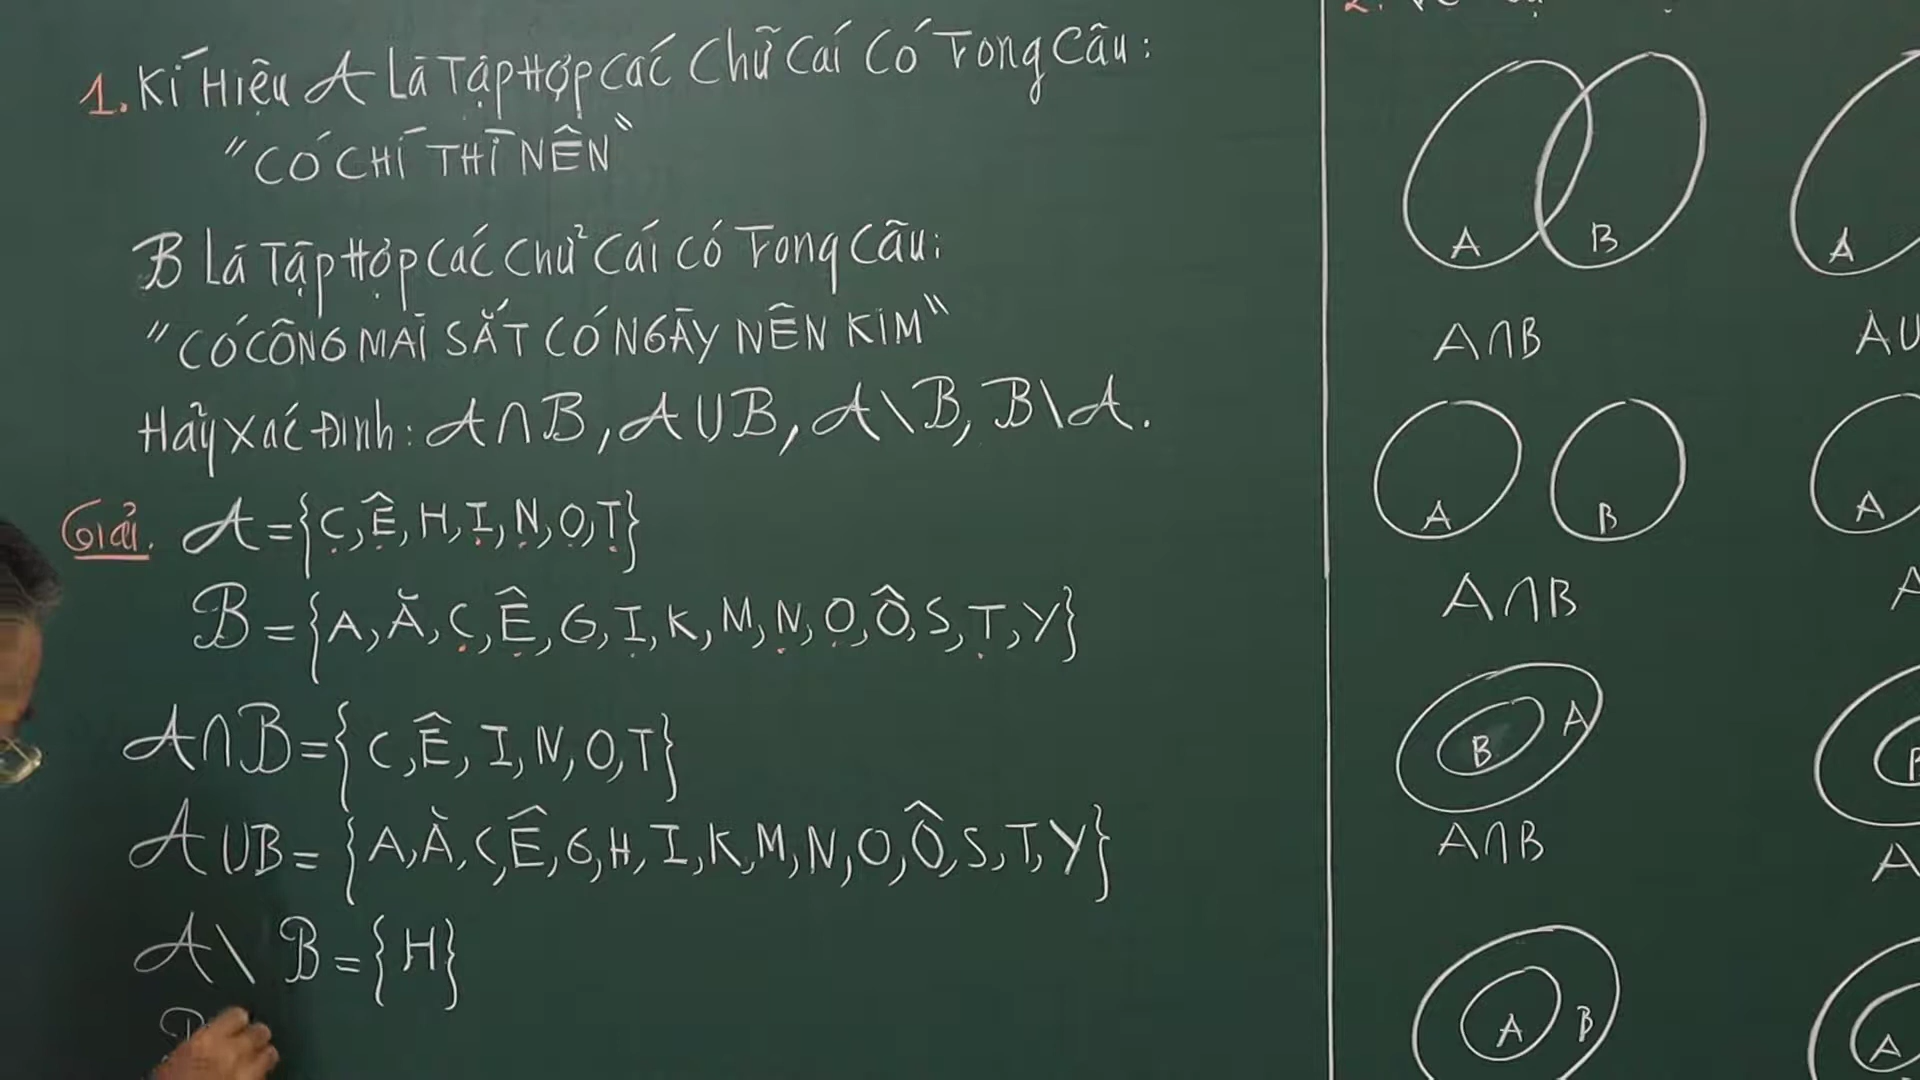 1. Kí Hiệu A Là Tập Hợp Các Chữ Cái Có Trong Câu:
"CÓ CHÍ THÌ NÊN"
B Là Tập Hợp Các Chữ Cái Có Trong Câu:
"CÓ CÔNG MÀI SẮT CÓ NGÀY NÊN KIM"
Hãy Xác Định: A∩B, A∪B, A\B, B\A.
Giải. A={C,Ê,H,I,N,O,T}
B={A,Ă,C,Ê,G,I,K,M,N,O,Ô,S,T,Y}
A∩B={C,Ê,I,N,O,T}
A∪B={A,Ă,C,Ê,G,H,I,K,M,N,O,Ô,S,T,Y}
A\B={H}
2.
A B
A
A∩B
A∪
A B
A
A∩B
A
B A
A∩B
A
A B
A